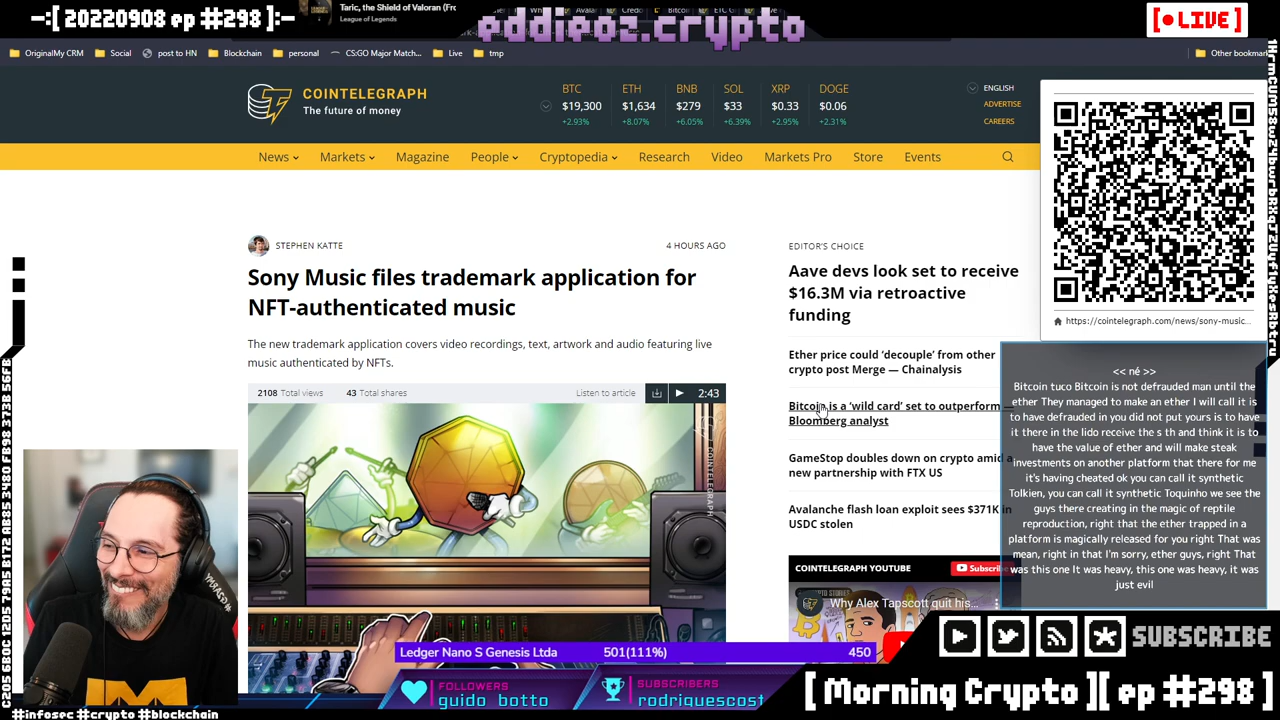 -:[ 20220908 ep #298 ]:-
Taric, the Shield of Valoran (Fr
League of Legends
eddieoz.crypto
[•LIVE]
OriginalMy CRM
Social
post to HN
Blockchain
personal
CS:GO Major Match...
Live
tmp
Other bookmar
COINTELEGRAPH
The future of money
BTC ETH BNB SOL XRP DOGE
$19,300 $1,634 $279 $33 $0.33 $0.06
+2.93% +8.07% +6.05% +6.39% +2.95% +2.31%
ENGLISH
ADVERTISE
CAREERS
News Markets Magazine People Cryptopedia Research Video Markets Pro Store Events
STEPHEN KATTE
4 HOURS AGO
Sony Music files trademark application for
NFT-authenticated music
The new trademark application covers video recordings, text, artwork and audio featuring live
music authenticated by NFTs.
2108 Total views
43 Total shares
Listen to article
2:43
COINTELEGRAPH
EDITOR'S CHOICE
Aave devs look set to receive
$16.3M via retroactive
funding
Ether price could 'decouple' from other
crypto post Merge — Chainalysis
Bitcoin is a 'wild card' set to outperform —
Bloomberg analyst
GameStop doubles down on crypto amid a
new partnership with FTX US
Avalanche flash loan exploit sees $371K in
USDC stolen
COINTELEGRAPH YOUTUBE
Subscribe
Why Alex Tapscott quit his...
https://cointelegraph.com/news/sony-music...
<< né >>
Bitcoin tuco Bitcoin is not defrauded man until the
ether They managed to make an ether I will call it is
to have defrauded in you did not put yours is to have
it there in the lido receive the s th and think it is to
have the value of ether and will make steak
investments on another platform that there for me
it's having cheated ok you can call it synthetic
Tolkien, you can call it synthetic Toquinho we see the
guys there creating in the magic of reptile
reproduction, right that the ether trapped in a
platform is magically released for you right That was
mean, right in that I'm sorry, ether guys, right That
was this one It was heavy, this one was heavy, it was
just evil
Ledger Nano S Genesis Ltda 501(111%) 450
FOLLOWERS
guido botto
SUBSCRIBERS
rodriguescost
SUBSCRIBE
[ Morning Crypto ][ ep #298 ]
#infosec #crypto #blockchain